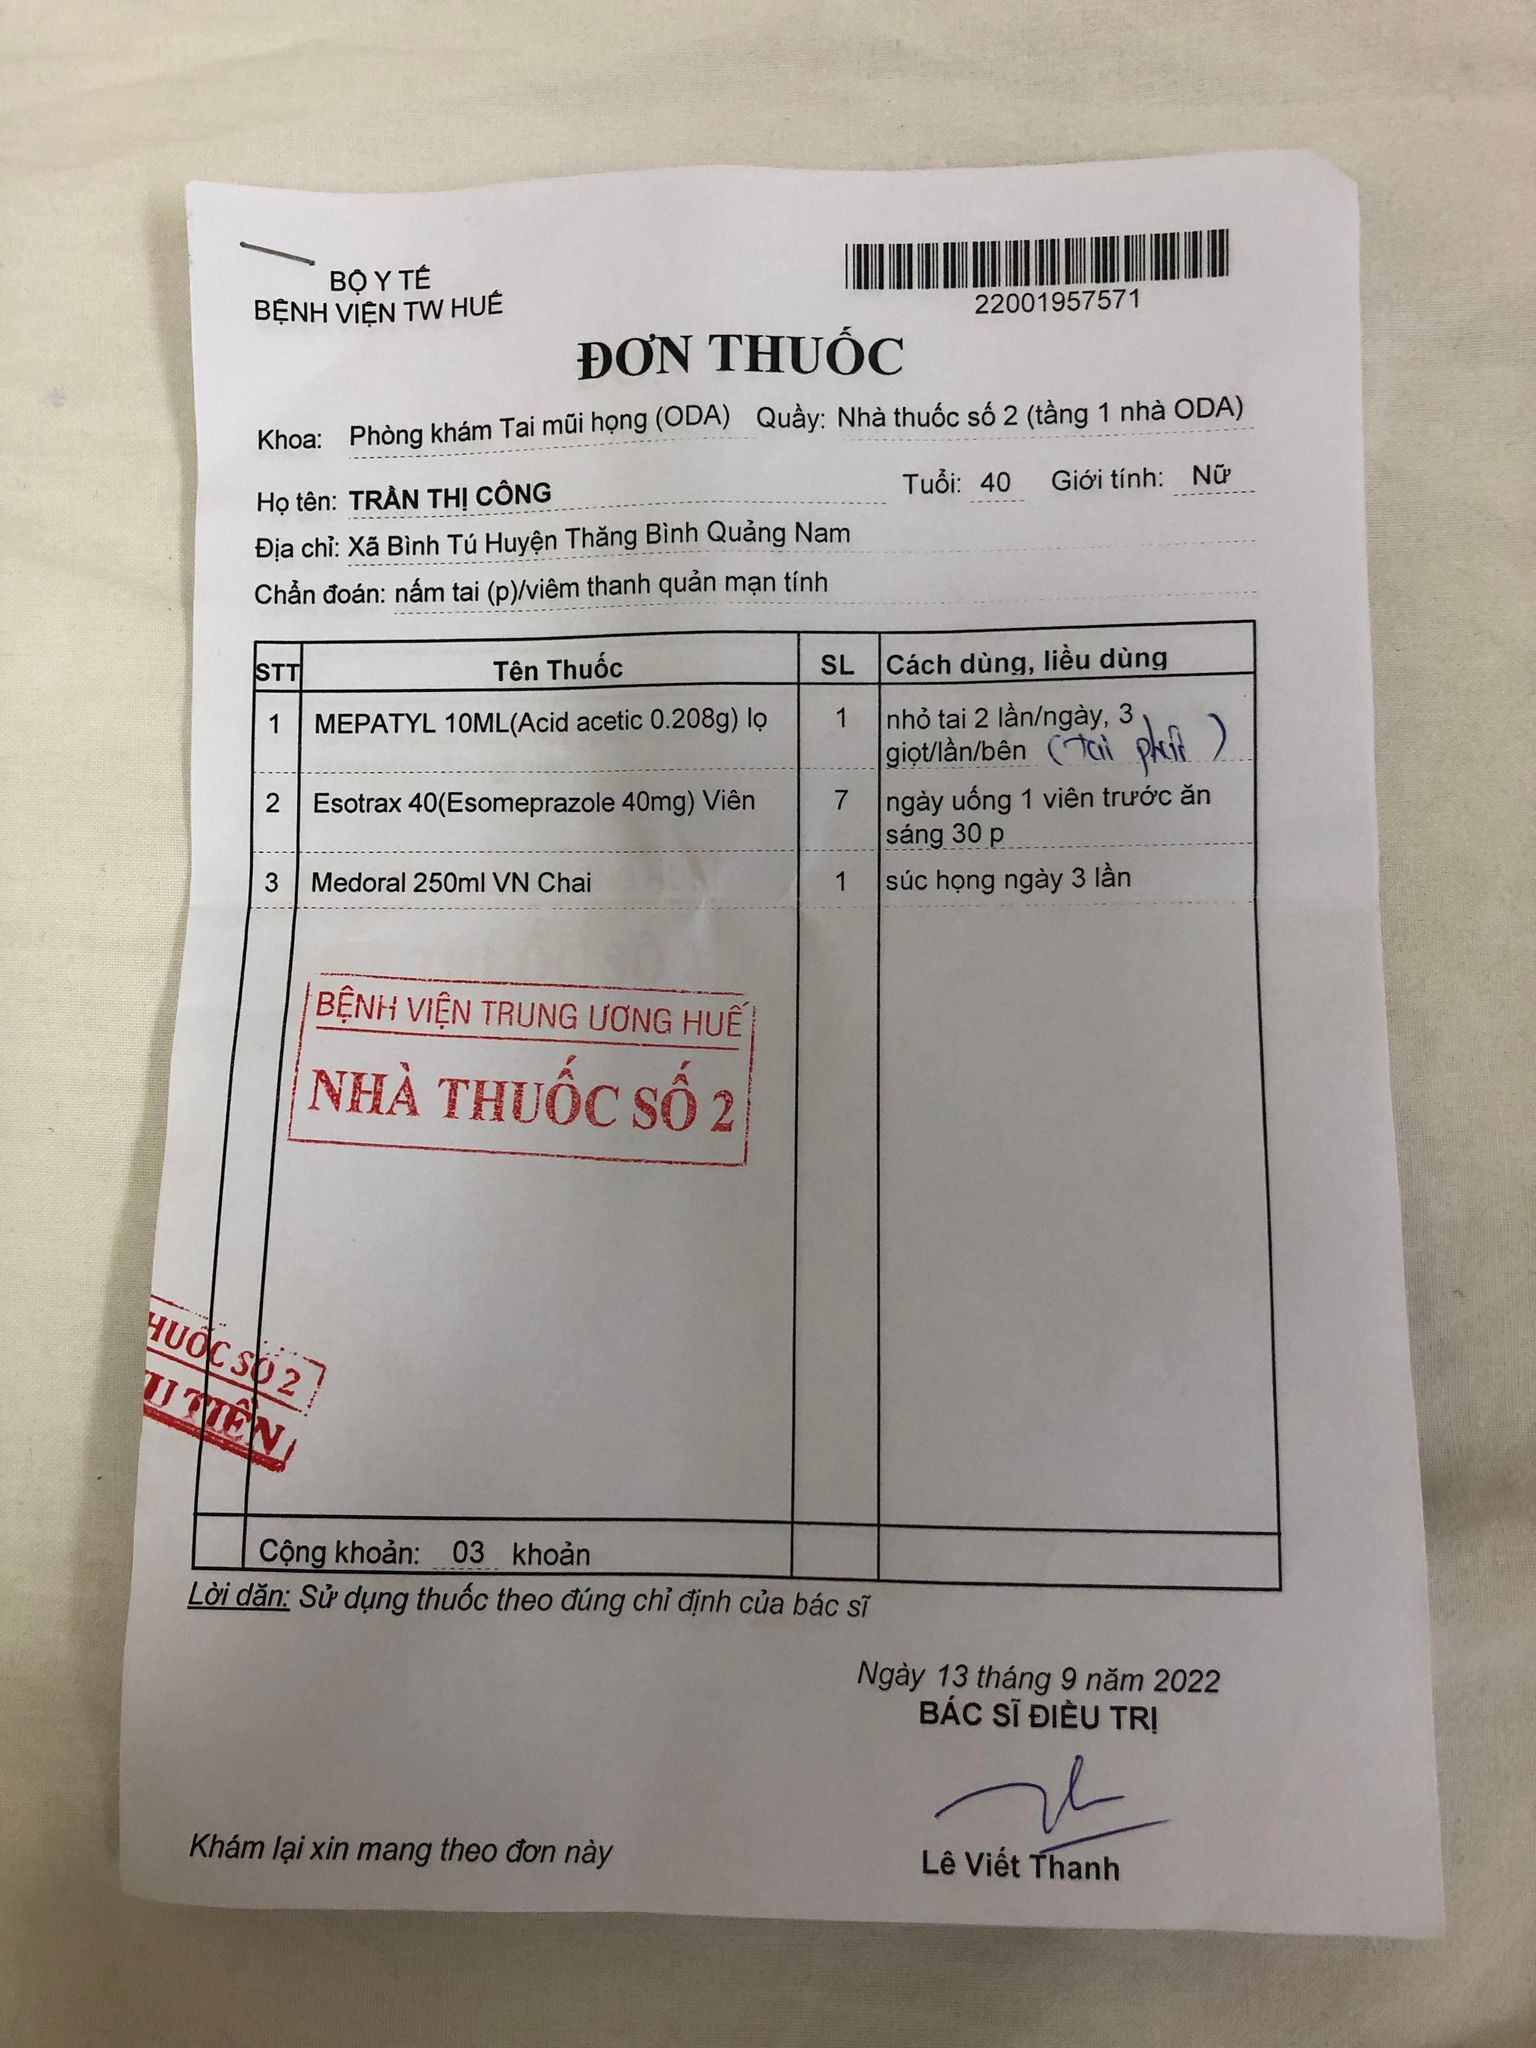 BỘ Y TẾ
BỆNH VIỆN TW HUẾ
22001957571
ĐƠN THUỐC
Khoa: Phòng khám Tai mũi họng (ODA) Quầy: Nhà thuốc số 2 (tầng 1 nhà ODA)
Họ tên: TRẦN THỊ CÔNG Tuổi: 40 Giới tính: Nữ
Địa chỉ: Xã Bình Tú Huyện Thăng Bình Quảng Nam
Chẩn đoán: nấm tai (p)/viêm thanh quản mạn tính
STT Tên Thuốc SL Cách dùng, liều dùng
1 MEPATYL 10ML(Acid acetic 0.208g) lọ 1 nhỏ tai 2 lần/ngày, 3
giọt/lần/bên (tai phải)
2 Esotrax 40(Esomeprazole 40mg) Viên 7 ngày uống 1 viên trước ăn
sáng 30 p
3 Medoral 250ml VN Chai 1 súc họng ngày 3 lần
BỆNH VIỆN TRUNG ƯƠNG HUẾ
NHÀ THUỐC SỐ 2
HUỐC SỐ 2
U TIỀN
Cộng khoản: 03 khoản
Lời dặn: Sử dụng thuốc theo đúng chỉ định của bác sĩ
Ngày 13 tháng 9 năm 2022
BÁC SĨ ĐIỀU TRỊ
Khám lại xin mang theo đơn này
Lê Viết Thanh